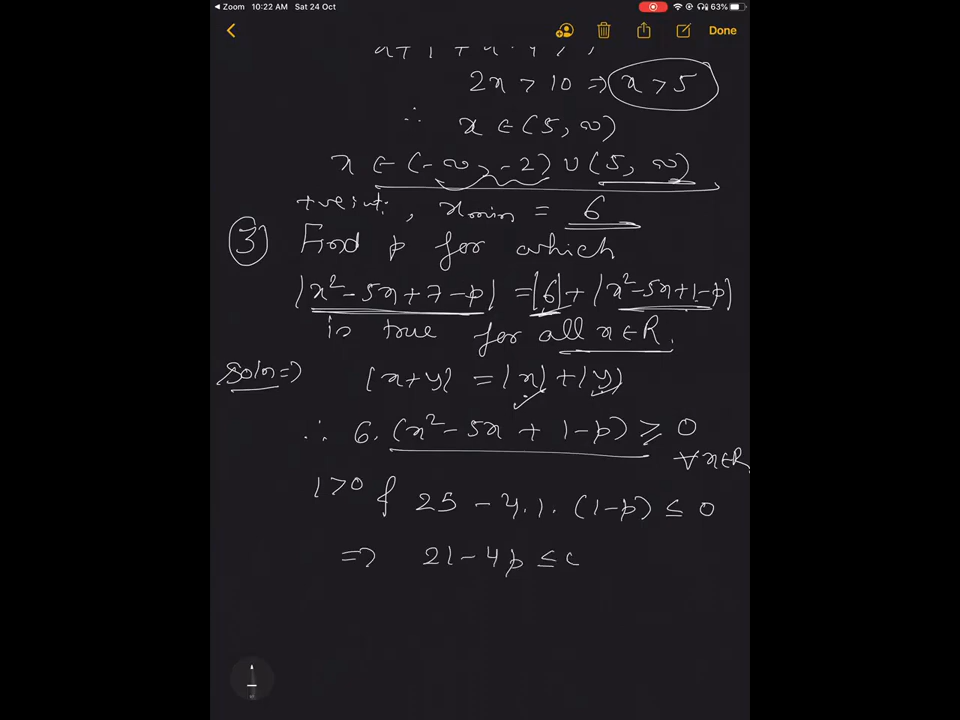 Zoom 10:22 AM Sat 24 Oct 63%
Done
2x > 10 ⇒ x > 5
∴ x ∈ (5, ∞)
x ∈ (-∞, -2) ∪ (5, ∞)
+ve int, xmin = 6
③ Find p for which
|x² - 5x + 7 - p| = |6| + |x² - 5x + 1 - p|
is true for all x ∈ R.
Soln ⇒ |x + y| = |x| + |y|
∴ 6. (x² - 5x + 1 - p) ≥ 0
∀ x ∈ R
1 > 0 & 25 - 4.1. (1 - p) ≤ 0
⇒ 21 - 4p ≤